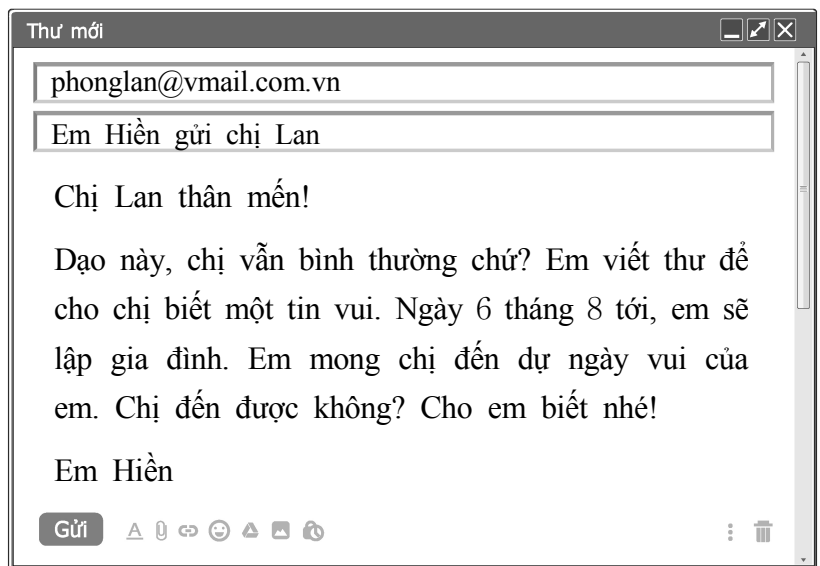 Thư mới
phonglan@vmail.com.vn
Em Hiền gửi chị Lan
Chị Lan thân mến!
Dạo này, chị vẫn bình thường chứ? Em viết thư để
cho chị biết một tin vui. Ngày 6 tháng 8 tới, em sẽ
lập gia đình. Em mong chị đến dự ngày vui của
em. Chị đến được không? Cho em biết nhé!
Em Hiền
Gửi A